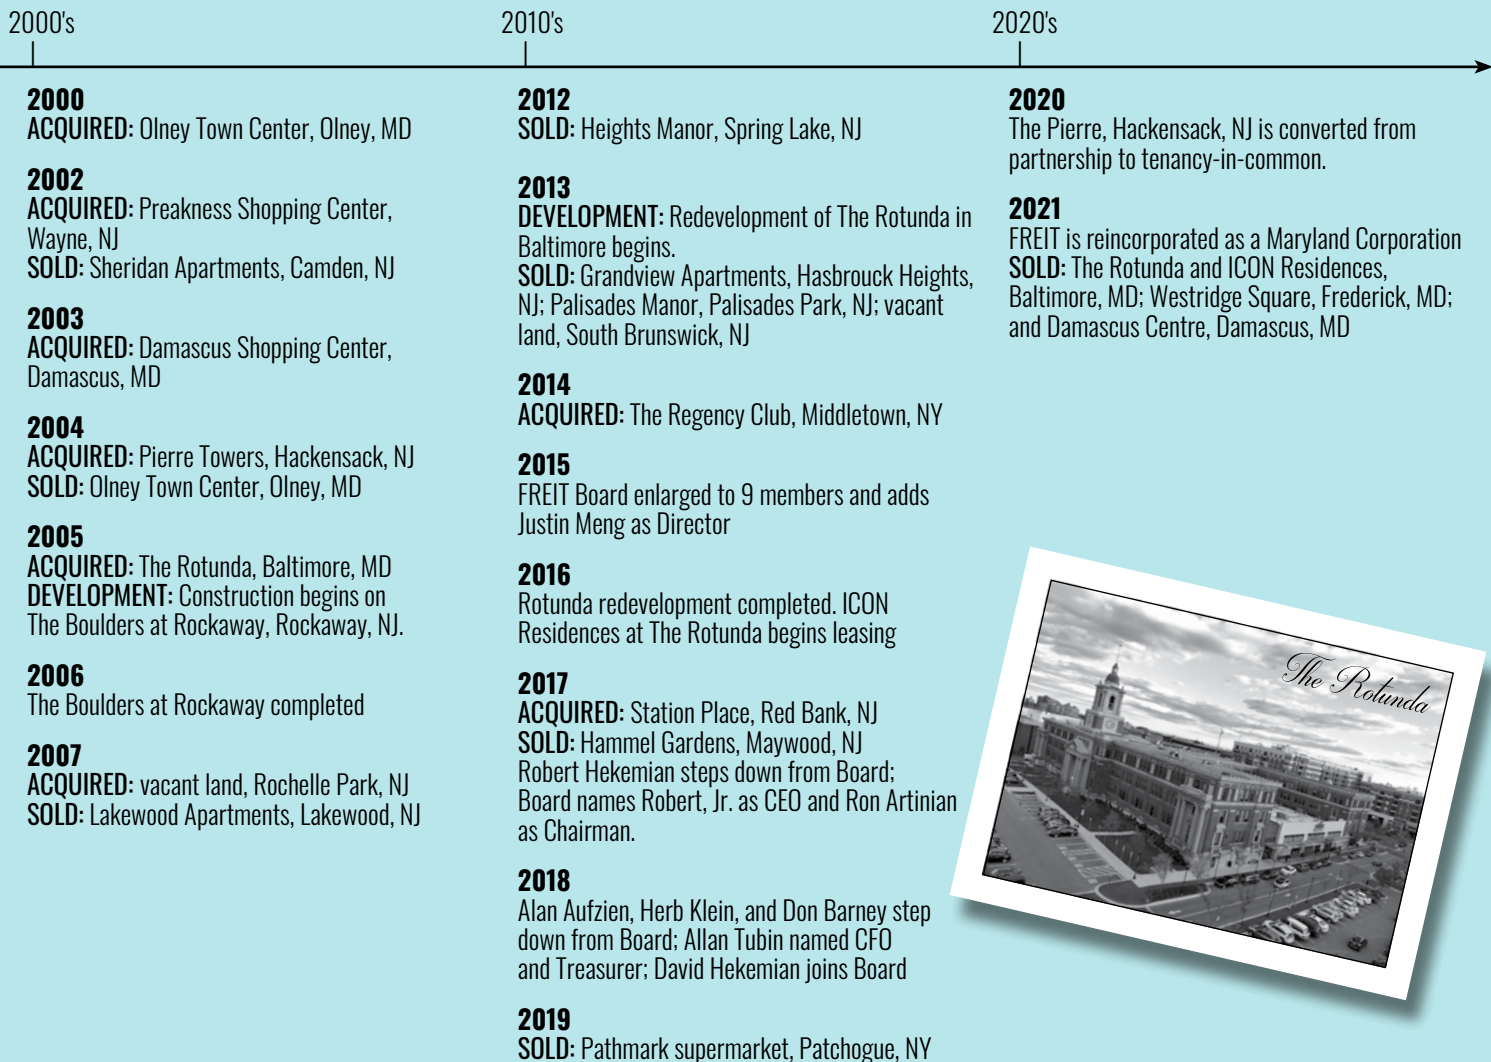 2000's
2010's
2020's
2000
ACQUIRED: Olney Town Center, Olney, MD
2002
ACQUIRED: Preakness Shopping Center,
Wayne, NJ
SOLD: Sheridan Apartments, Camden, NJ
2003
ACQUIRED: Damascus Shopping Center,
Damascus, MD
2004
ACQUIRED: Pierre Towers, Hackensack, NJ
SOLD: Olney Town Center, Olney, MD
2005
ACQUIRED: The Rotunda, Baltimore, MD
DEVELOPMENT: Construction begins on
The Boulders at Rockaway, Rockaway, NJ.
2006
The Boulders at Rockaway completed
2007
ACQUIRED: vacant land, Rochelle Park, NJ
SOLD: Lakewood Apartments, Lakewood, NJ
2012
SOLD: Heights Manor, Spring Lake, NJ
2013
DEVELOPMENT: Redevelopment of The Rotunda in
Baltimore begins.
SOLD: Grandview Apartments, Hasbrouck Heights,
NJ; Palisades Manor, Palisades Park, NJ; vacant
land, South Brunswick, NJ
2014
ACQUIRED: The Regency Club, Middletown, NY
2015
FREIT Board enlarged to 9 members and adds
Justin Meng as Director
2016
Rotunda redevelopment completed. ICON
Residences at The Rotunda begins leasing
2017
ACQUIRED: Station Place, Red Bank, NJ
SOLD: Hammel Gardens, Maywood, NJ
Robert Hekemian steps down from Board;
Board names Robert, Jr. as CEO and Ron Artinian
as Chairman.
2018
Alan Aufzien, Herb Klein, and Don Barney step
down from Board; Allan Tubin named CFO
and Treasurer; David Hekemian joins Board
2019
SOLD: Pathmark supermarket, Patchogue, NY
2020
The Pierre, Hackensack, NJ is converted from
partnership to tenancy-in-common.
2021
FREIT is reincorporated as a Maryland Corporation
SOLD: The Rotunda and ICON Residences,
Baltimore, MD; Westridge Square, Frederick, MD;
and Damascus Centre, Damascus, MD
The Rotunda